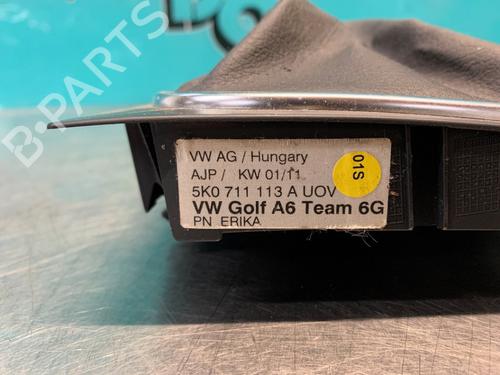 B-PARTS
VW AG / Hungary
AJP / KW 01/11
01S
5K0 711 113 A UOV
VW Golf A6 Team 6G
PN ERIKA